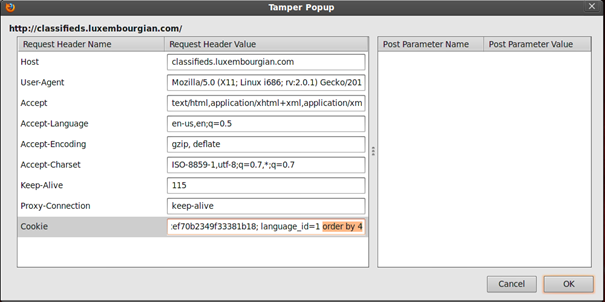 Tamper Popup
http://classifieds.luxembourgian.com/
Request Header Name Request Header Value Post Parameter Name Post Parameter Value
Host classifieds.luxembourgian.com
User-Agent Mozilla/5.0 (X11; Linux i686; rv:2.0.1) Gecko/201
Accept text/html,application/xhtml+xml,application/xm
Accept-Language en-us,en;q=0.5
Accept-Encoding gzip, deflate
Accept-Charset ISO-8859-1,utf-8;q=0.7,*;q=0.7
Keep-Alive 115
Proxy-Connection keep-alive
Cookie :ef70b2349f33381b18; language_id=1 order by 4
Cancel OK